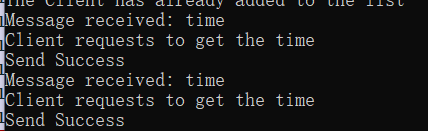 The Client has already added to the list
Message received: time
Client requests to get the time
Send Success
Message received: time
Client requests to get the time
Send Success